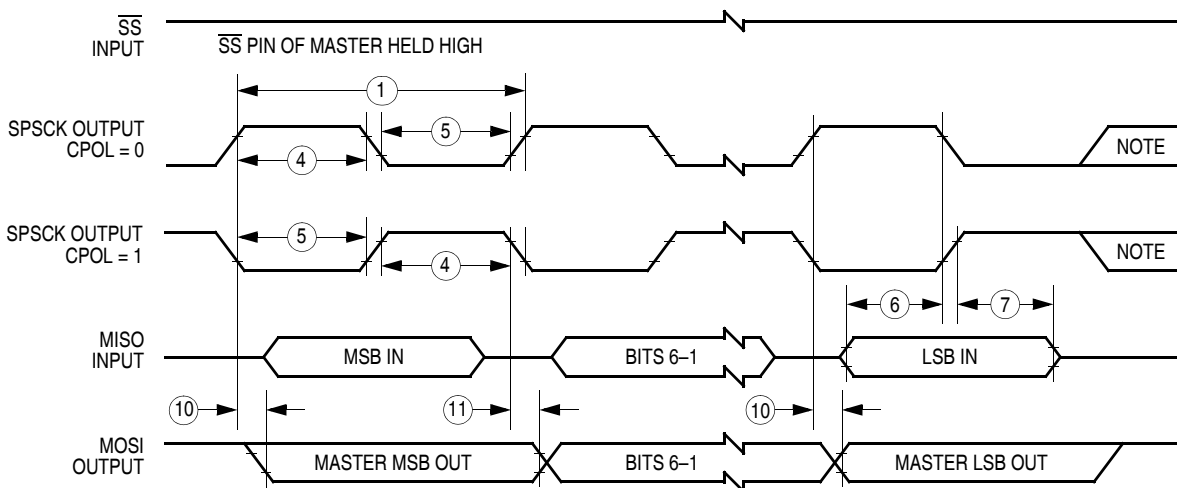 SS
INPUT
SS PIN OF MASTER HELD HIGH
1
SPSCK OUTPUT
CPOL = 0
5
4
NOTE
SPSCK OUTPUT
CPOL = 1
5
4
NOTE
6
7
MISO
INPUT
MSB IN
BITS 6–1
LSB IN
10
11
10
MOSI
OUTPUT
MASTER MSB OUT
BITS 6–1
MASTER LSB OUT